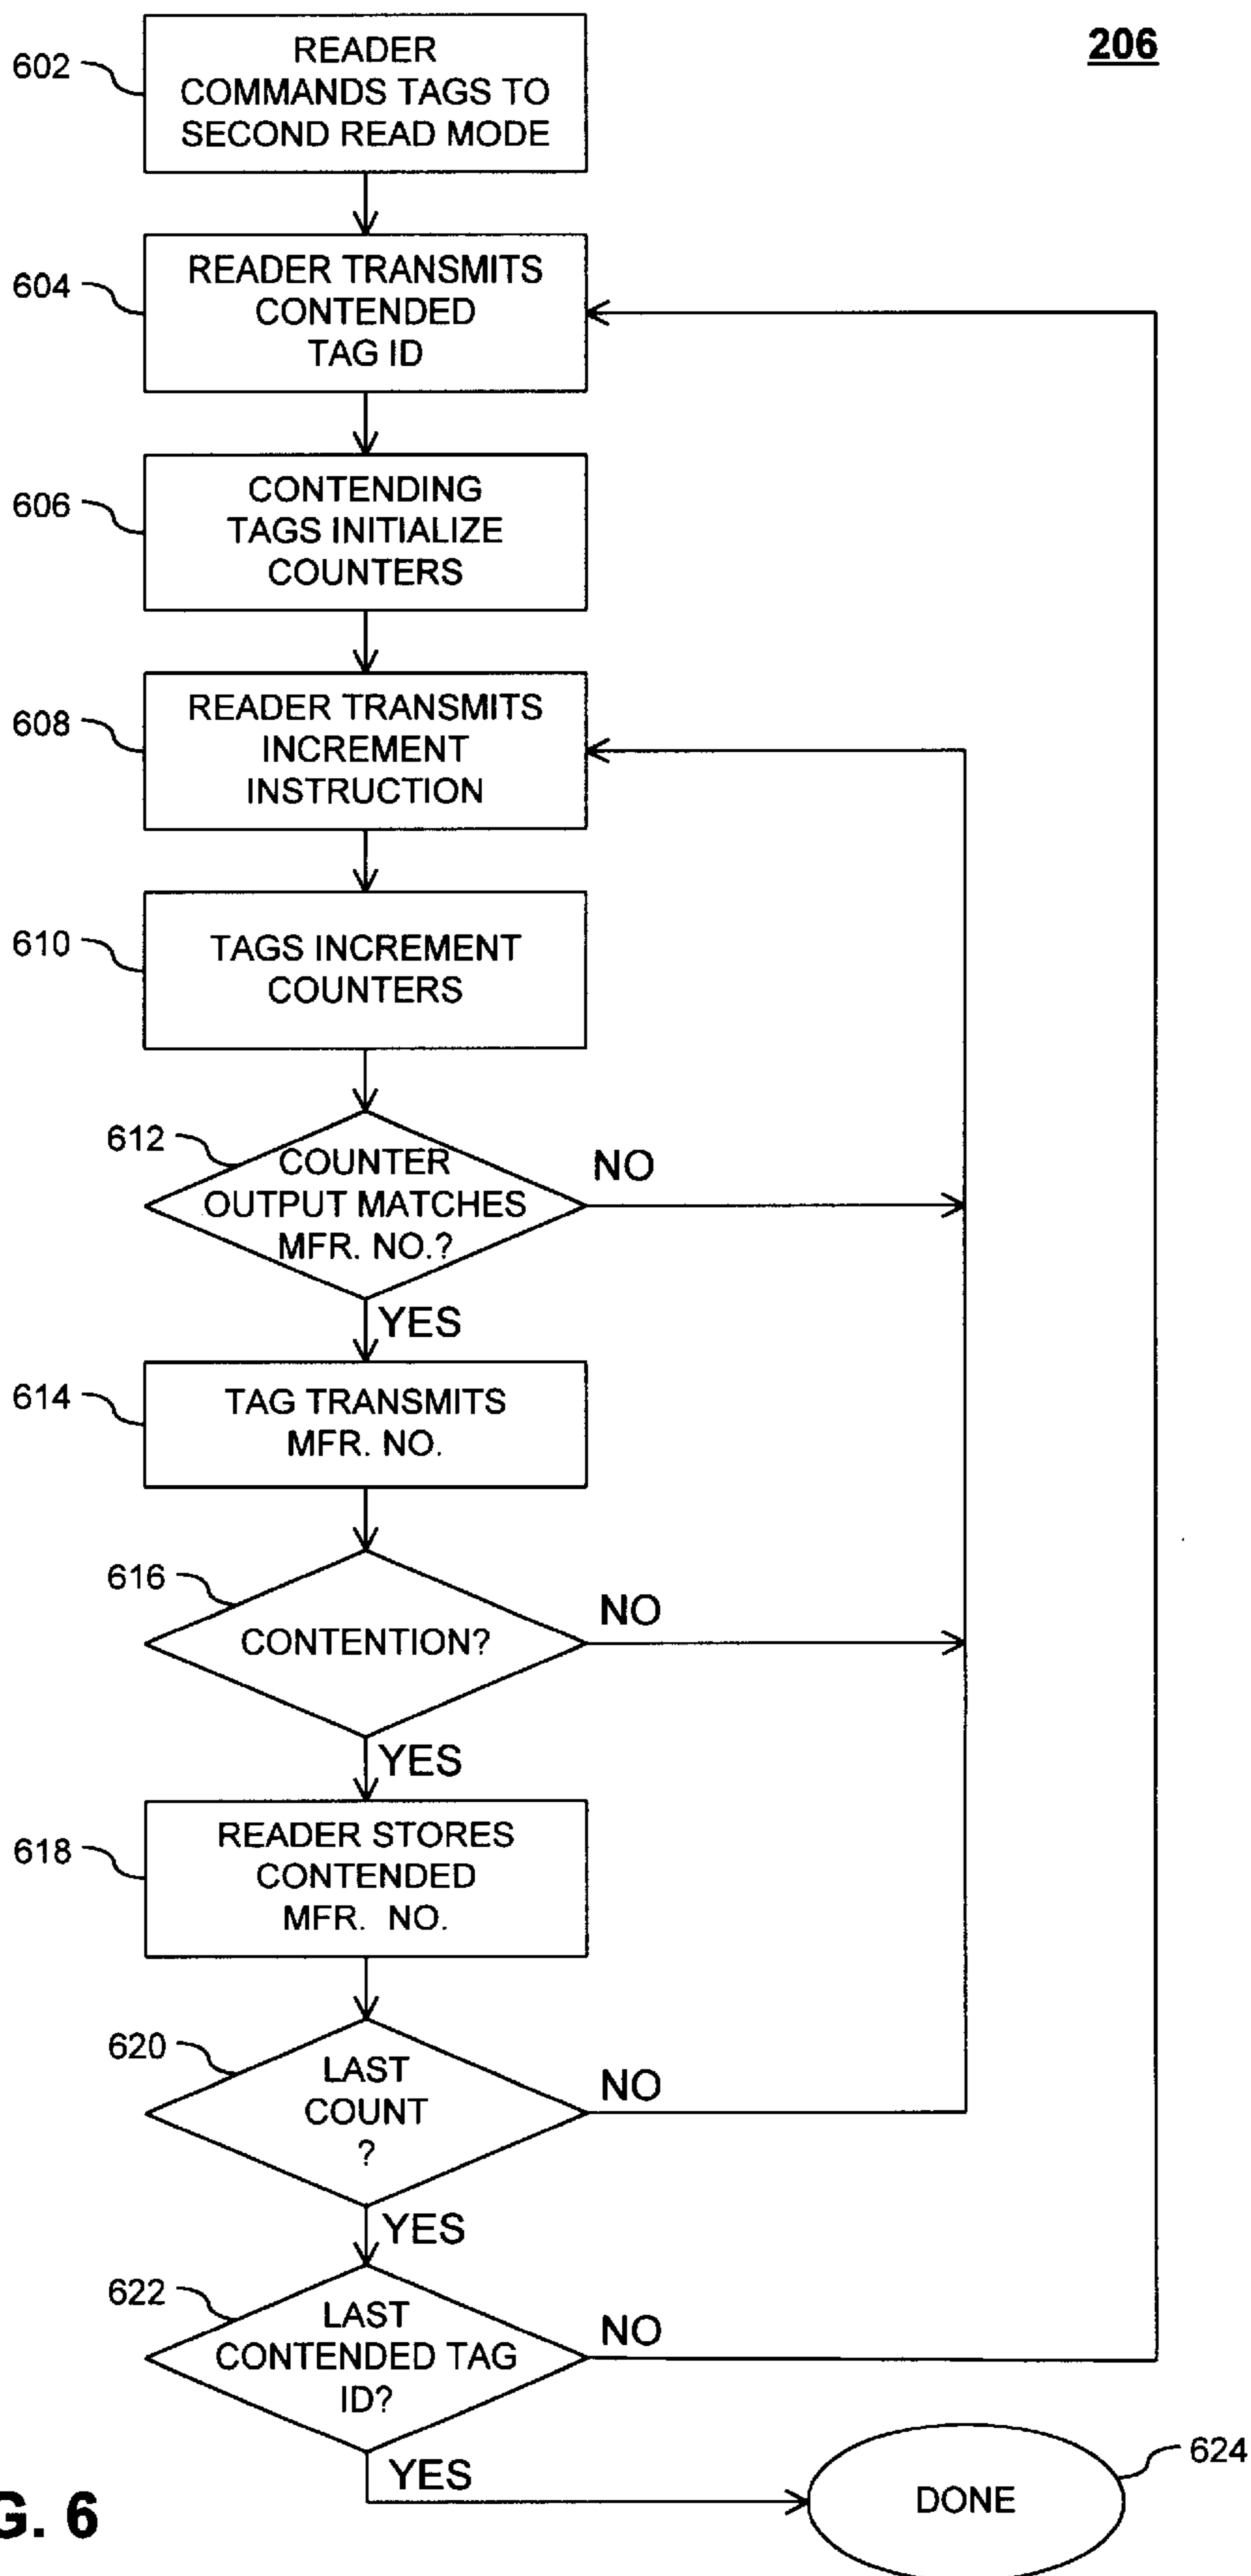 206
602
READER
COMMANDS TAGS TO
SECOND READ MODE
604
READER TRANSMITS
CONTENDED
TAG ID
606
CONTENDING
TAGS INITIALIZE
COUNTERS
608
READER TRANSMITS
INCREMENT
INSTRUCTION
610
TAGS INCREMENT
COUNTERS
612
COUNTER
OUTPUT MATCHES
MFR. NO.?
NO
YES
614
TAG TRANSMITS
MFR. NO.
616
CONTENTION?
NO
YES
618
READER STORES
CONTENDED
MFR. NO.
620
LAST
COUNT
?
NO
YES
622
LAST
CONTENDED TAG
ID?
NO
YES
624
DONE
G. 6